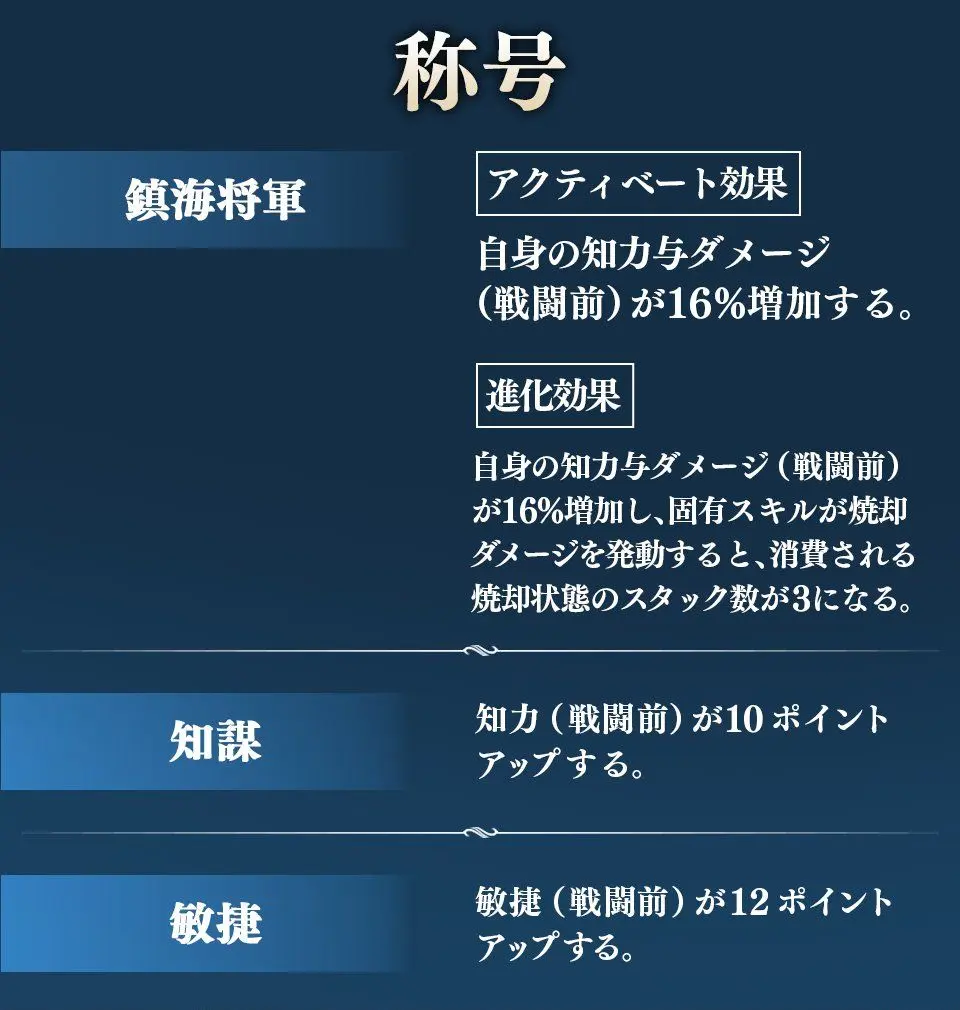 称号
鎮海将軍
アクティベート効果
自身の知力与ダメージ
（戦闘前）が16%増加する。
進化効果
自身の知力与ダメージ（戦闘前）
が16%増加し、固有スキルが焼却
ダメージを発動すると、消費される
焼却状態のスタック数が3になる。
知謀
知力（戦闘前）が10 ポイント
アップする。
敏捷
敏捷（戦闘前）が12 ポイント
アップする。